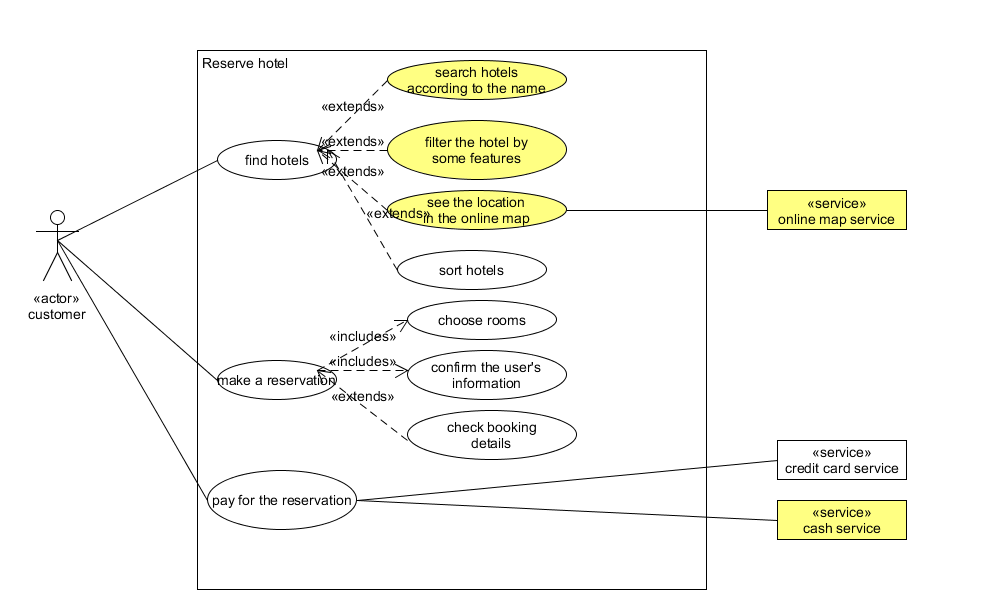 Reserve hotel
search hotels
according to the name
«extends»
«extends»
filter the hotel by
some features
find hotels
«extends»
see the location
in the online map
«extends»
«service»
online map service
sort hotels
«actor»
customer
choose rooms
«includes»
«includes»
confirm the user's
information
make a reservation
«extends»
check booking
details
«service»
credit card service
pay for the reservation
«service»
cash service